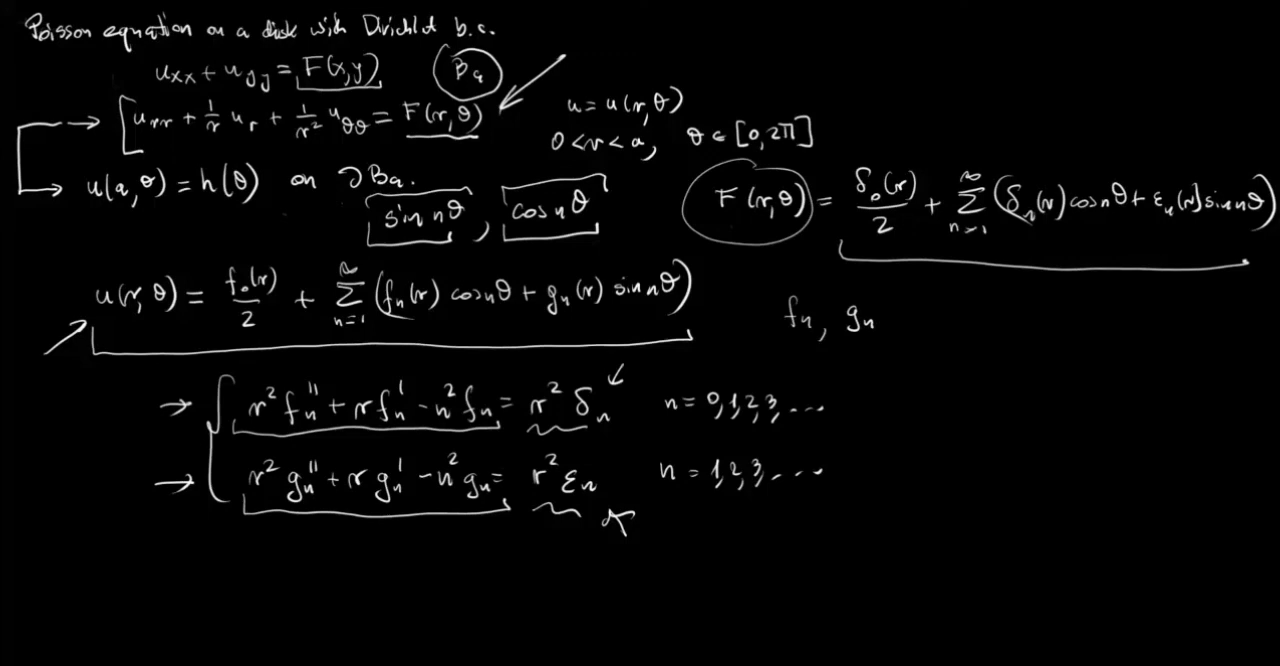 Poisson equation on a disk with Dirichlet b.c.
u_xx + u_yy = F(x,y)   B_a
u_rr + 1/r u_r + 1/r² u_θθ = F(r,θ)   u = u(r,θ)
0 < r < a,   θ ∈ [0, 2π]
u(a,θ) = h(θ) on ∂B_a.
sin nθ, cos nθ
F(r,θ) = δ_0(r)/2 + ∑_{n=1}^∞ (δ_n(r) cos nθ + ε_n(r) sin nθ)
u(r,θ) = f_0(r)/2 + ∑_{n=1}^∞ (f_n(r) cos nθ + g_n(r) sin nθ)
f_n, g_n
r² f_n'' + r f_n' - n² f_n = r² δ_n   n = 0,1,2,3,...
r² g_n'' + r g_n' - n² g_n = r² ε_n   n = 1,2,3,...